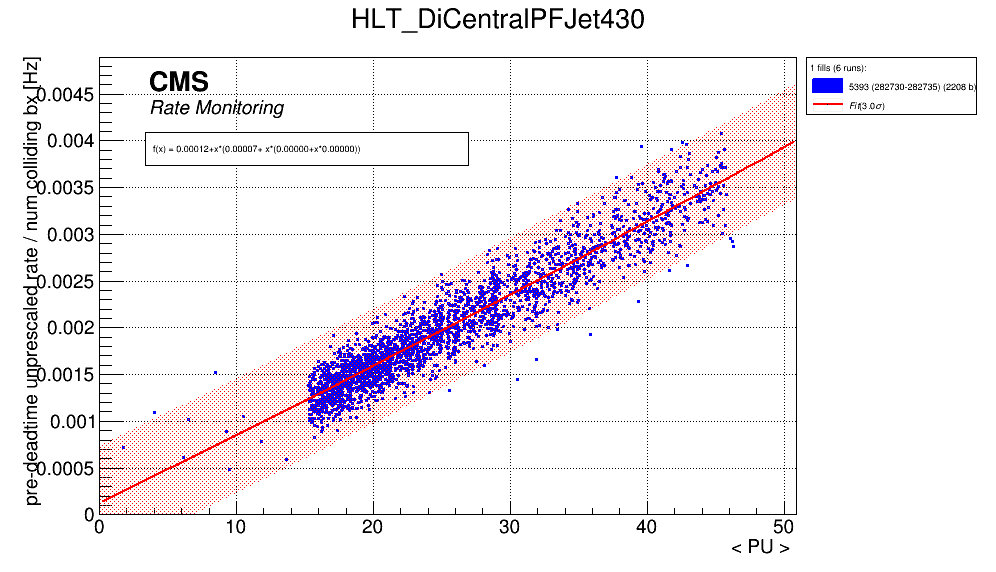 HLT_DiCentralPFJet430
pre-deadtime unprescaled rate / num colliding bx [Hz]
CMS
Rate Monitoring
f(x) = 0.00012+x*(0.00007+ x*(0.00000+x*0.00000))
1 fills (6 runs):
5393 (282730-282735) (2208 b)
Fit(3.0σ)
0.0045
0.004
0.0035
0.003
0.0025
0.002
0.0015
0.001
0.0005
0
0 10 20 30 40 50
< PU >